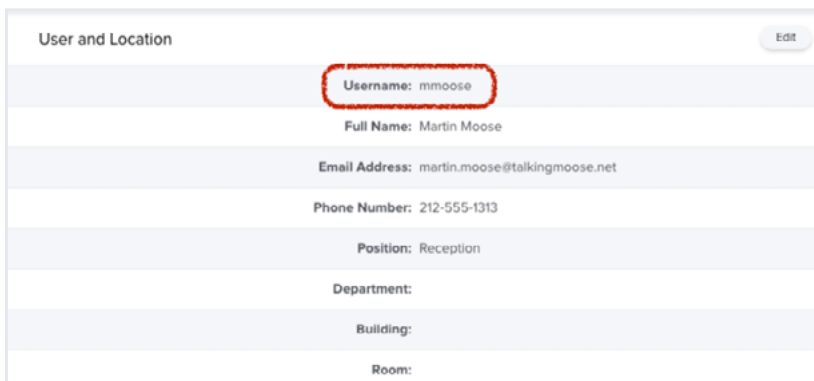 User and Location Edit
Username: mmoose
Full Name: Martin Moose
Email Address: martin.moose@talkingmoose.net
Phone Number: 212-555-1313
Position: Reception
Department:
Building:
Room: